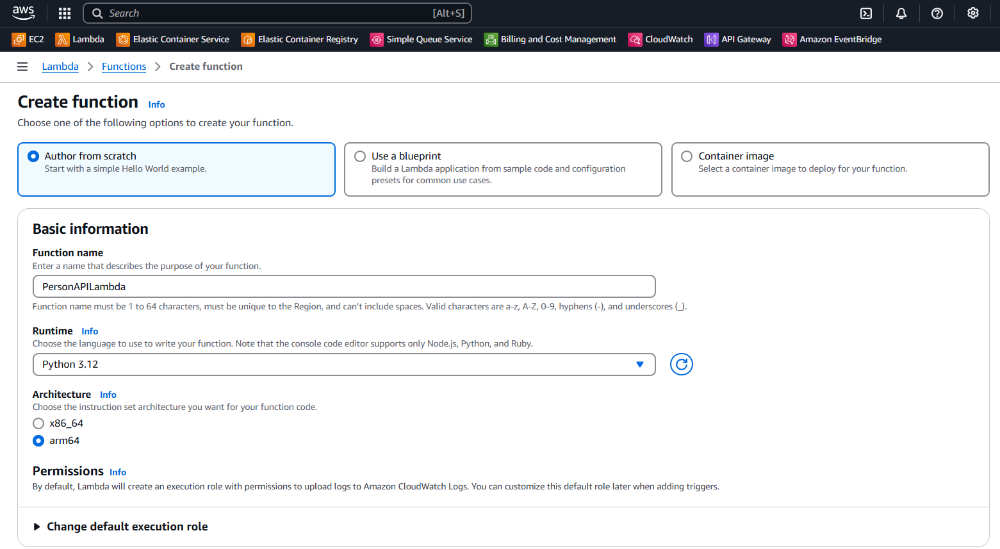 aws
Search [Alt+S]
EC2 Lambda Elastic Container Service Elastic Container Registry Simple Queue Service Billing and Cost Management CloudWatch API Gateway Amazon EventBridge
Lambda Functions Create function
Create function Info
Choose one of the following options to create your function.
Author from scratch
Start with a simple Hello World example.
Use a blueprint
Build a Lambda application from sample code and configuration
presets for common use cases.
Container image
Select a container image to deploy for your function.
Basic information
Function name
Enter a name that describes the purpose of your function.
PersonAPILambda
Function name must be 1 to 64 characters, must be unique to the Region, and can’t include spaces. Valid characters are a-z, A-Z, 0-9, hyphens (-), and underscores (_).
Runtime Info
Choose the language to use to write your function. Note that the console code editor supports only Node.js, Python, and Ruby.
Python 3.12
Architecture Info
Choose the instruction set architecture you want for your function code.
x86_64
arm64
Permissions Info
By default, Lambda will create an execution role with permissions to upload logs to Amazon CloudWatch Logs. You can customize this default role later when adding triggers.
Change default execution role